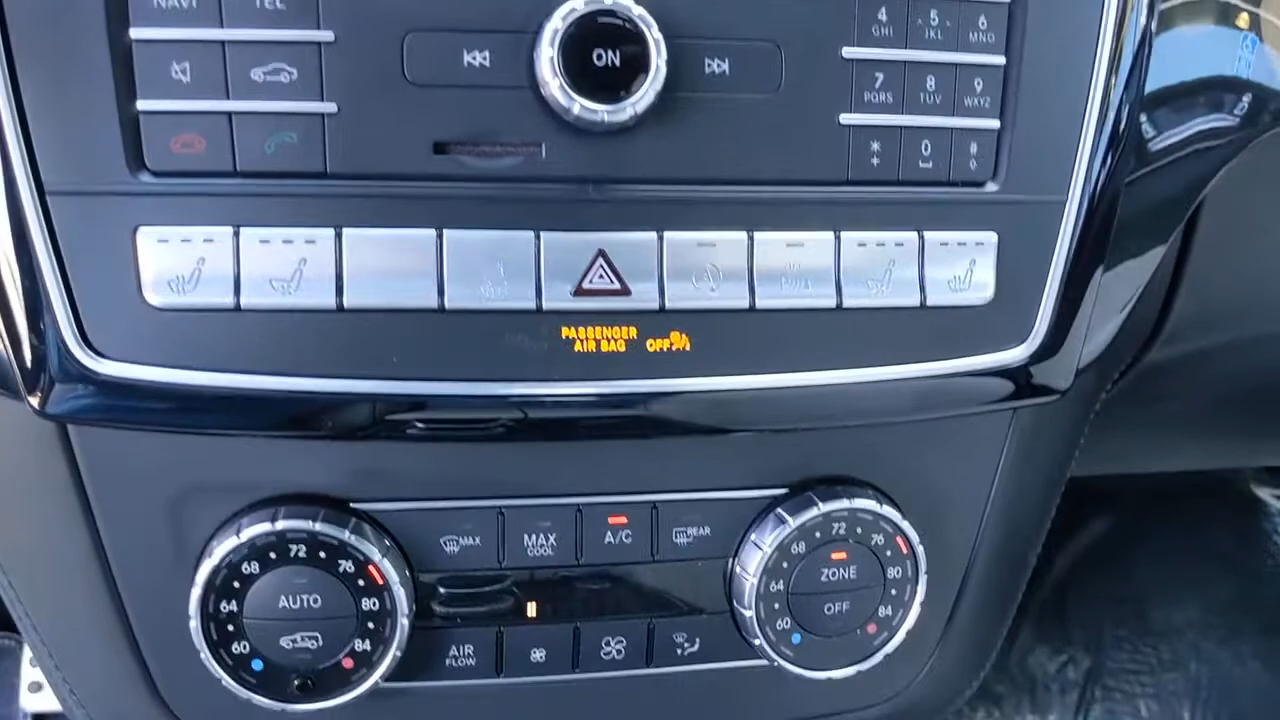 NAVI TEL
4 GHI 5 JKL 6 MNO
ON
7 PQRS 8 TUV 9 WXYZ
* + 0 #
PASSENGER
AIR BAG OFF
MAX
MAX
COOL
A/C
REAR
60 64 68 72 76 80 84
AUTO
60 64 68 72 76 80 84
ZONE
OFF
AIR
FLOW